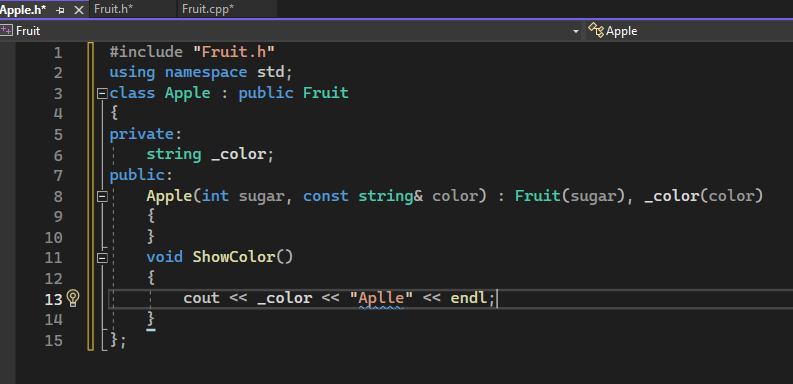 Apple.h*
Fruit.h*
Fruit.cpp*
Fruit
Apple
1 #include "Fruit.h"
2 using namespace std;
3 class Apple : public Fruit
4 {
5 private:
6 string _color;
7 public:
8 Apple(int sugar, const string& color) : Fruit(sugar), _color(color)
9 {
10 }
11 void ShowColor()
12 {
13 cout << _color << "Aplle" << endl;
14 }
15 };